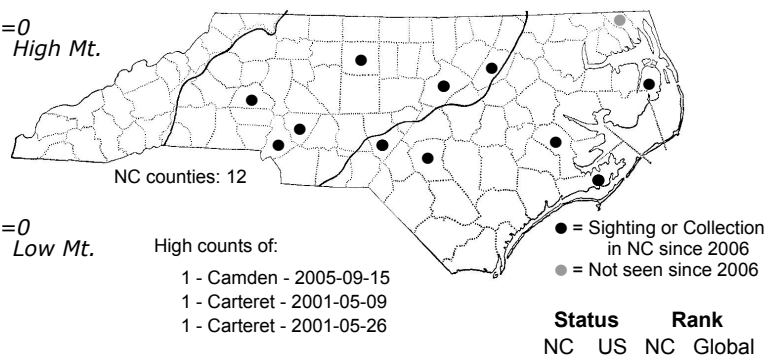 =0
High Mt.
NC counties: 12
=0
Low Mt.
High counts of:
1 - Camden - 2005-09-15
1 - Carteret - 2001-05-09
1 - Carteret - 2001-05-26
● = Sighting or Collection
in NC since 2006
● = Not seen since 2006
Status Rank
NC US NC Global